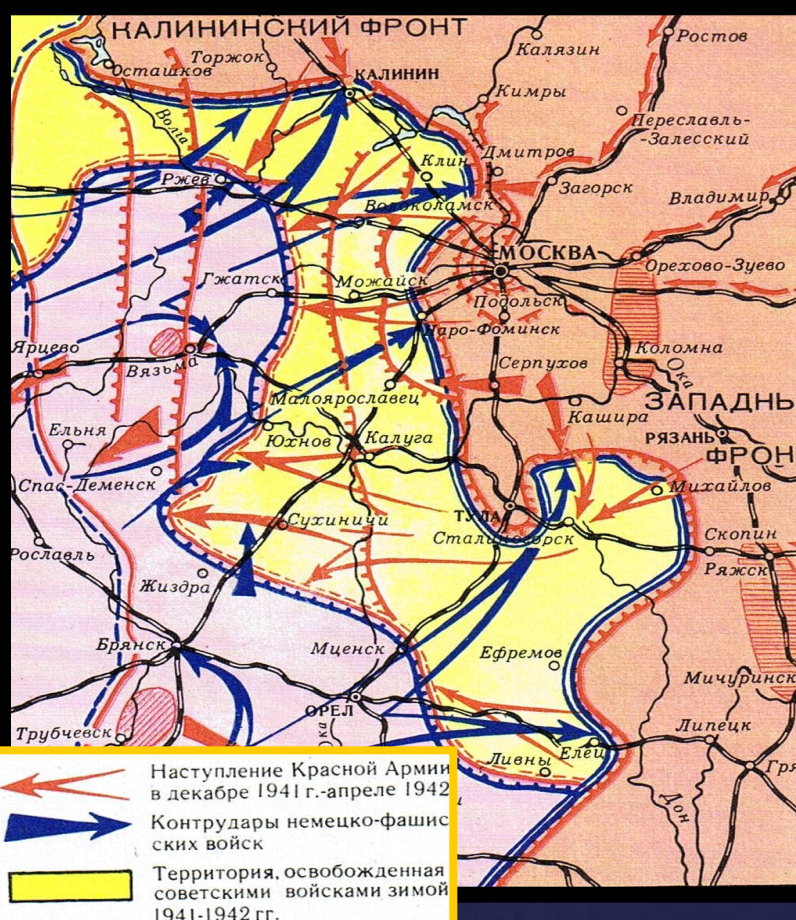 КАЛИНИНСКИЙ ФРОНТ
Ростов
Калязин
Торжок
Осташков
КАЛИНИН
Кимры
Волга
Переславль-
-Залесский
Клин
Дмитров
Ржев
Загорск
Владимир
Волоколамск
МОСКВА
Орехово-Зуево
Гжатск
Можайск
Подольск
Наро-Фоминск
Ярцево
Вязьма
Серпухов
Коломна
Ока
Малоярославец
Кашира
ЗАПАДНЫ
Ельня
Юхнов
Калуга
РЯЗАНЬ
ФРОН
Спас-Деменск
Михайлов
Сухиничи
ТУЛА
Сталиногорск
Скопин
Рославль
Ряжск
Жиздра
Брянск
Мценск
Ефремов
Мичуринск
ОРЕЛ
Трубчевск
Ока
Липецк
Елец
Ливны
Гря
Дон
Наступление Красной Армии
в декабре 1941 г.-апреле 1942
Контрудары немецко-фашис
ских войск
Территория, освобожденная
советскими войсками зимой
1941-1942 гг.